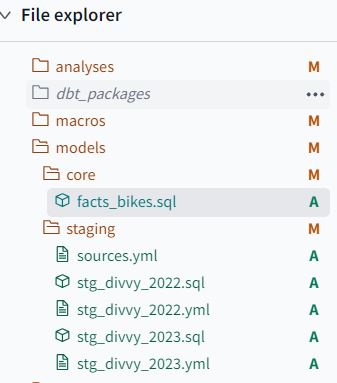 File explorer
analyses M
dbt_packages ...
macros M
models M
core M
facts_bikes.sql A
staging M
sources.yml A
stg_divvy_2022.sql A
stg_divvy_2022.yml A
stg_divvy_2023.sql A
stg_divvy_2023.yml A